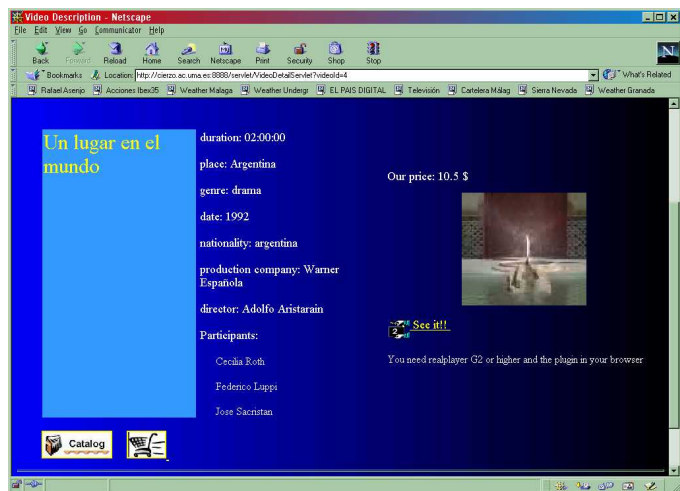 Video Description - Netscape
File Edit View Go Communicator Help
Back Forward Reload Home Search Netscape Print Security Shop Stop
Bookmarks Location: http://cierzo.ac.uma.es:8888/servlet/VideoDetailServlet?videoId=4 What's Related
Rafael Asenjo Acciones Ibex35 Weather Malaga Weather Undergr EL PAIS DIGITAL Televisión Cartelera Málag Sierra Nevada Weather Granada
Un lugar en el
mundo
duration: 02:00:00
place: Argentina
genre: drama
date: 1992
nationality: argentina
production company: Warner
Española
director: Adolfo Aristarain
Participants:
Cecilia Roth
Federico Luppi
Jose Sacristan
Our price: 10.5 $
See it!!
You need realplayer G2 or higher and the plugin in your browser
Catalog